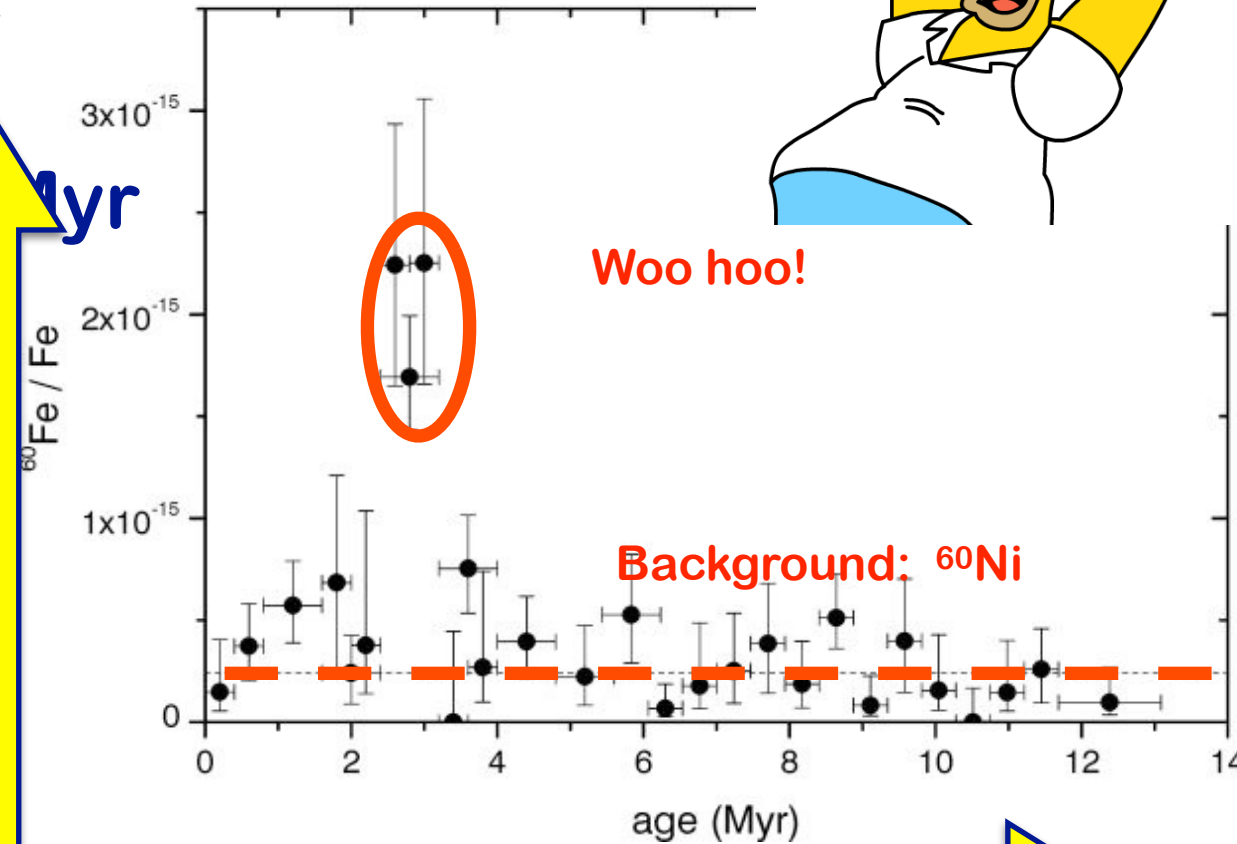 3x10⁻¹⁵
Myr
Woo hoo!
2x10⁻¹⁵
⁶⁰Fe / Fe
1x10⁻¹⁵
Background: ⁶⁰Ni
0
0 2 4 6 8 10 12 14
age (Myr)